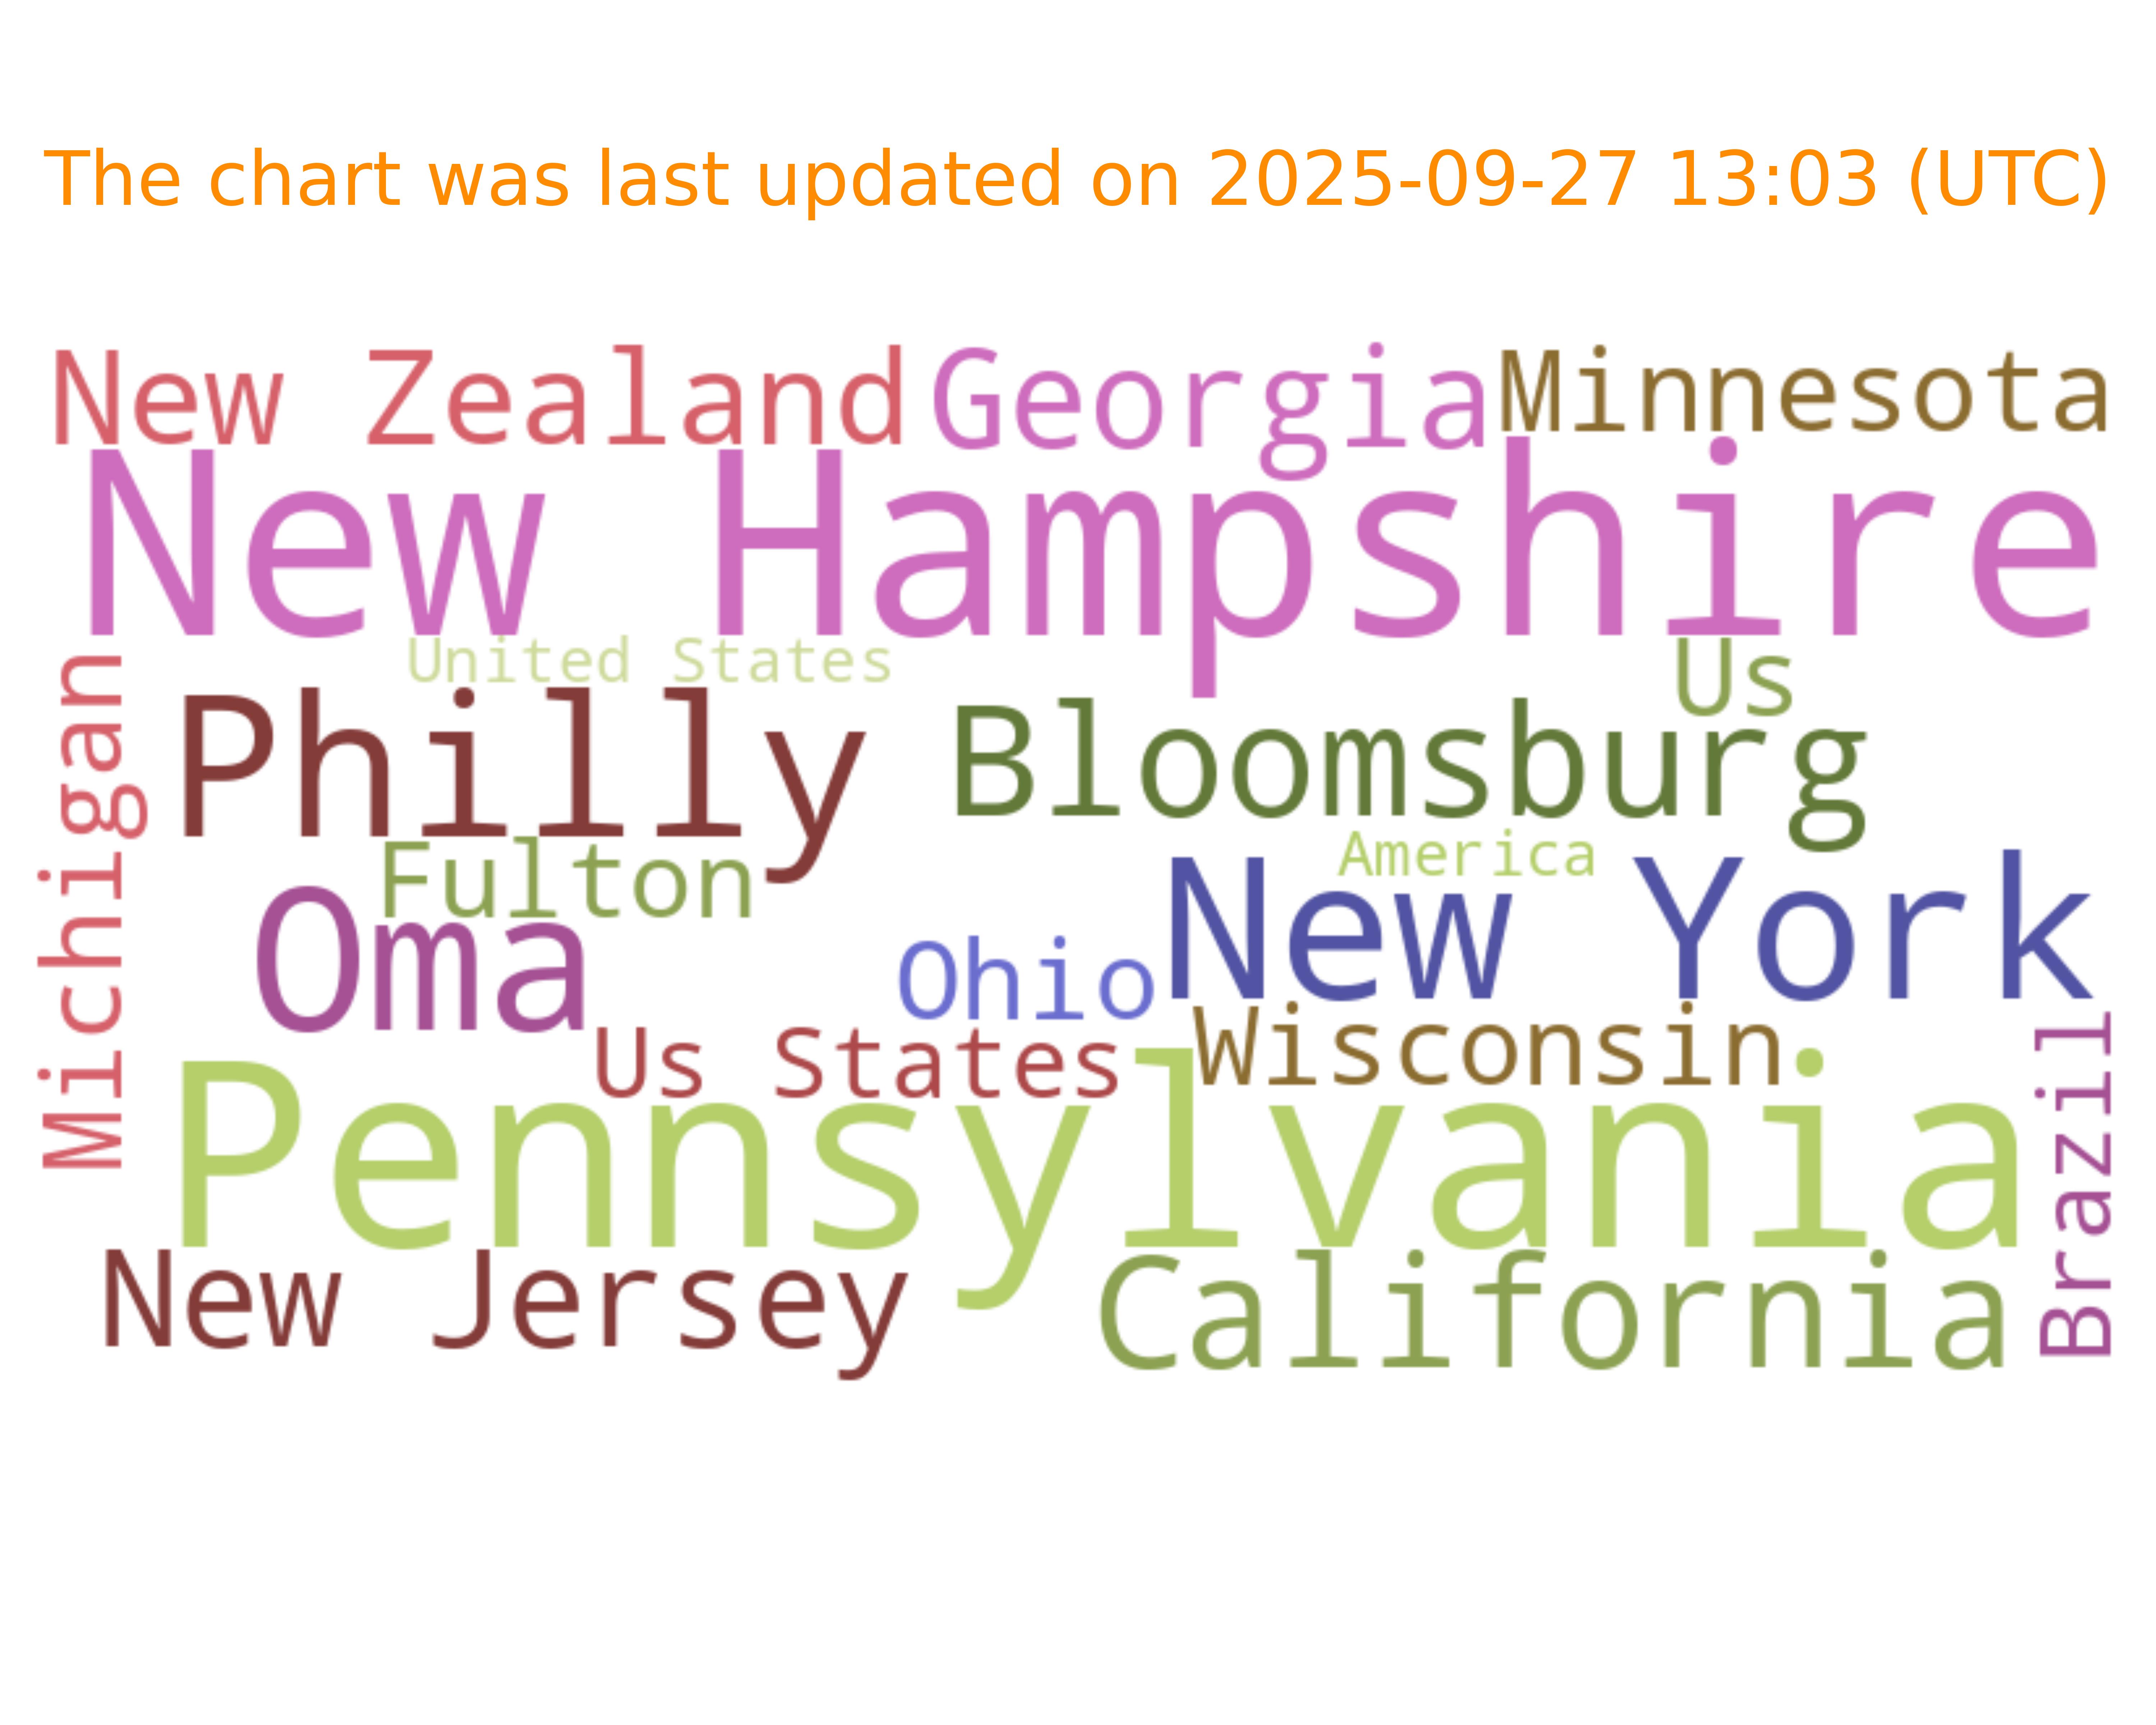 The chart was last updated on 2025-09-27 13:03 (UTC)
New Zealand
Georgia
Minnesota
New Hampshire
United States
Us
Michigan
Philly
Bloomsburg
Fulton
America
Oma
Ohio
New York
Us States
Wisconsin
Pennsylvania
Brazil
New Jersey
California